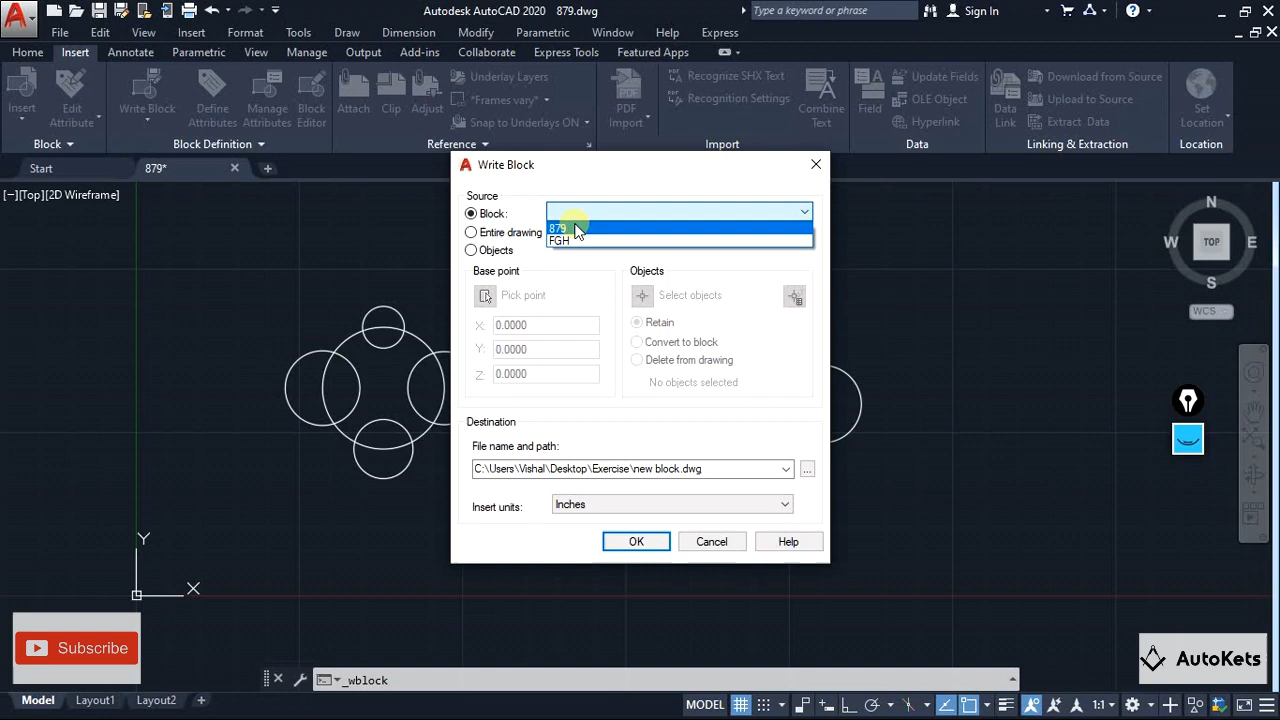 Autodesk AutoCAD 2020 879.dwg
Type a keyword or phrase
Sign In
File Edit View Insert Format Tools Draw Dimension Modify Parametric Window Help Express
Home Insert Annotate Parametric View Manage Output Add-ins Collaborate Express Tools Featured Apps
Insert
Edit
Attribute
Write Block
Define
Attributes
Manage
Attributes
Block
Editor
Attach
Clip
Adjust
Underlay Layers
*Frames vary*
Snap to Underlays ON
PDF
Import
Recognize SHX Text
Recognition Settings
Combine
Text
Field
Update Fields
OLE Object
Hyperlink
Data
Link
Download from Source
Upload to Source
Extract Data
Set
Location
Block
Block Definition
Reference
Import
Data
Linking & Extraction
Location
Start
879*
[−][Top][2D Wireframe]
Write Block
Source
Block:
879
FGH
Entire drawing
Objects
Base point
Pick point
X: 0.0000
Y: 0.0000
Z: 0.0000
Objects
Select objects
Retain
Convert to block
Delete from drawing
No objects selected
Destination
File name and path:
C:\Users\Vishal\Desktop\Exercise\new block.dwg
...
Insert units: Inches
OK Cancel Help
N
W TOP E
S
WCS
Y
X
Subscribe
AutoKets
_wblock
Model Layout1 Layout2
MODEL
1:1